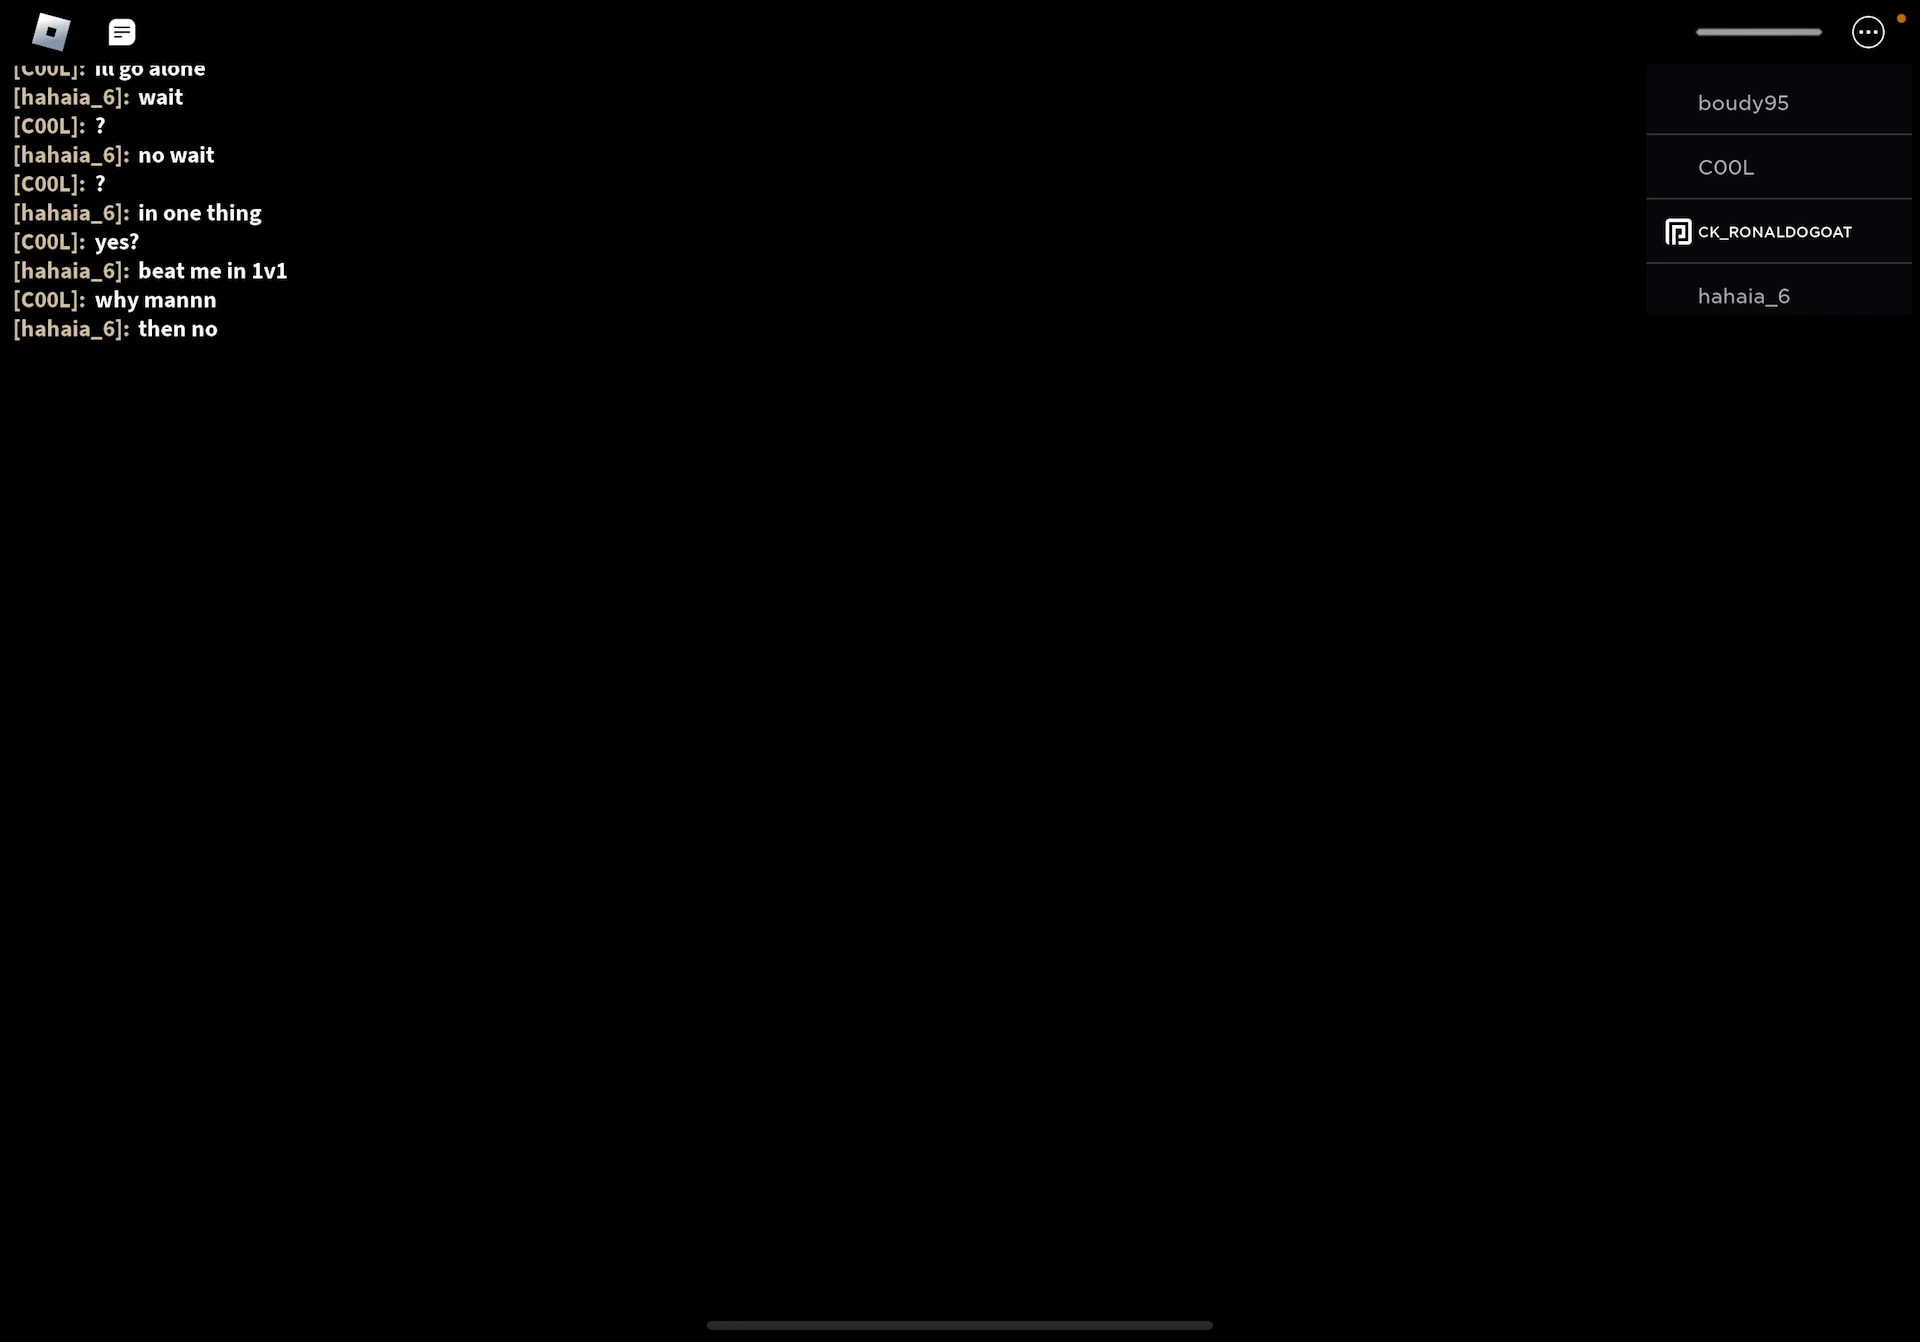 [C00L]: Ill go alone
[hahaia_6]: wait
[C00L]: ?
[hahaia_6]: no wait
[C00L]: ?
[hahaia_6]: in one thing
[C00L]: yes?
[hahaia_6]: beat me in 1v1
[C00L]: why mannn
[hahaia_6]: then no
boudy95
C00L
CK_RONALDOGOAT
hahaia_6